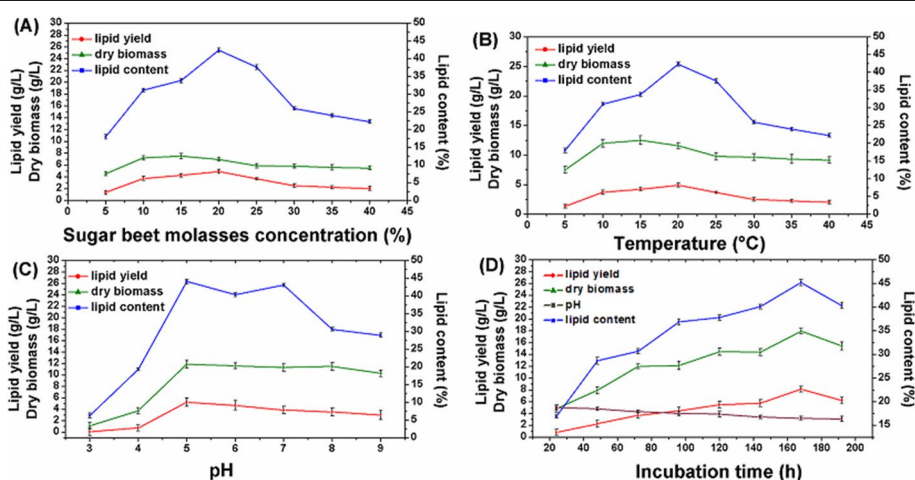 (A)
lipid yield
dry biomass
lipid content
Lipid yield (g/L)
Dry biomass (g/L)
30
28
26
24
22
20
18
16
14
12
10
8
6
4
2
0
0 5 10 15 20 25 30 35 40 45
Sugar beet molasses concentration (%)
50
45
40
35
30
25
20
15
10
5
0
Lipid content (%)
(B)
lipid yield
dry biomass
lipid content
Lipid yield (g/L)
Dry biomass (g/L)
30
25
20
15
10
5
0
0 5 10 15 20 25 30 35 40 45
Temperature (°C)
50
45
40
35
30
25
20
15
10
5
0
Lipid content (%)
(C)
lipid yield
dry biomass
lipid content
Lipid yield (g/L)
Dry biomass (g/L)
30
28
26
24
22
20
18
16
14
12
10
8
6
4
2
0
3 4 5 6 7 8 9
pH
50
45
40
35
30
25
20
15
10
5
0
Lipid content (%)
(D)
lipid yield
dry biomass
pH
lipid content
Lipid yield (g/L)
Dry biomass (g/L)
30
28
26
24
22
20
18
16
14
12
10
8
6
4
2
0
20 40 60 80 100 120 140 160 180 200
Incubation time (h)
50
45
40
35
30
25
20
15
Lipid content (%)